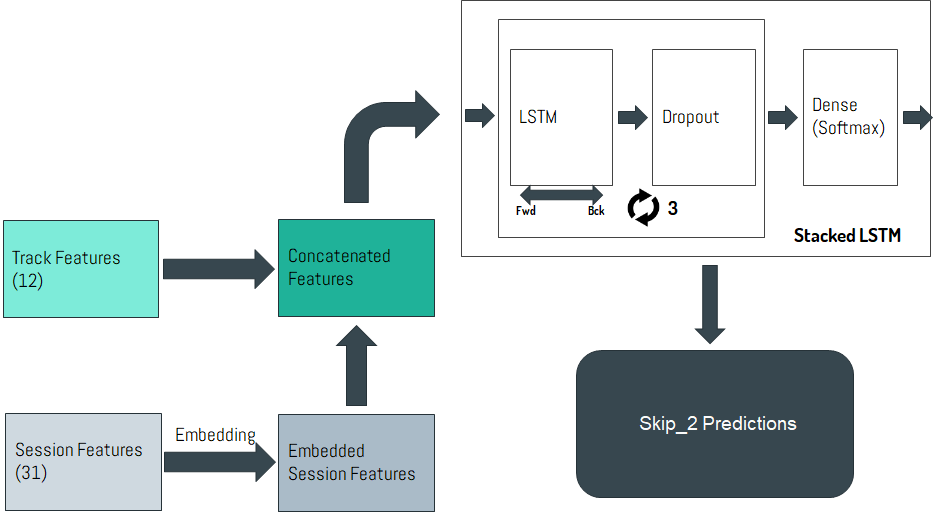 LSTM
Dropout
Dense
(Softmax)
Fwd
Bck
3
Stacked LSTM
Track Features
(12)
Concatenated
Features
Skip_2 Predictions
Session Features
(31)
Embedding
Embedded
Session Features